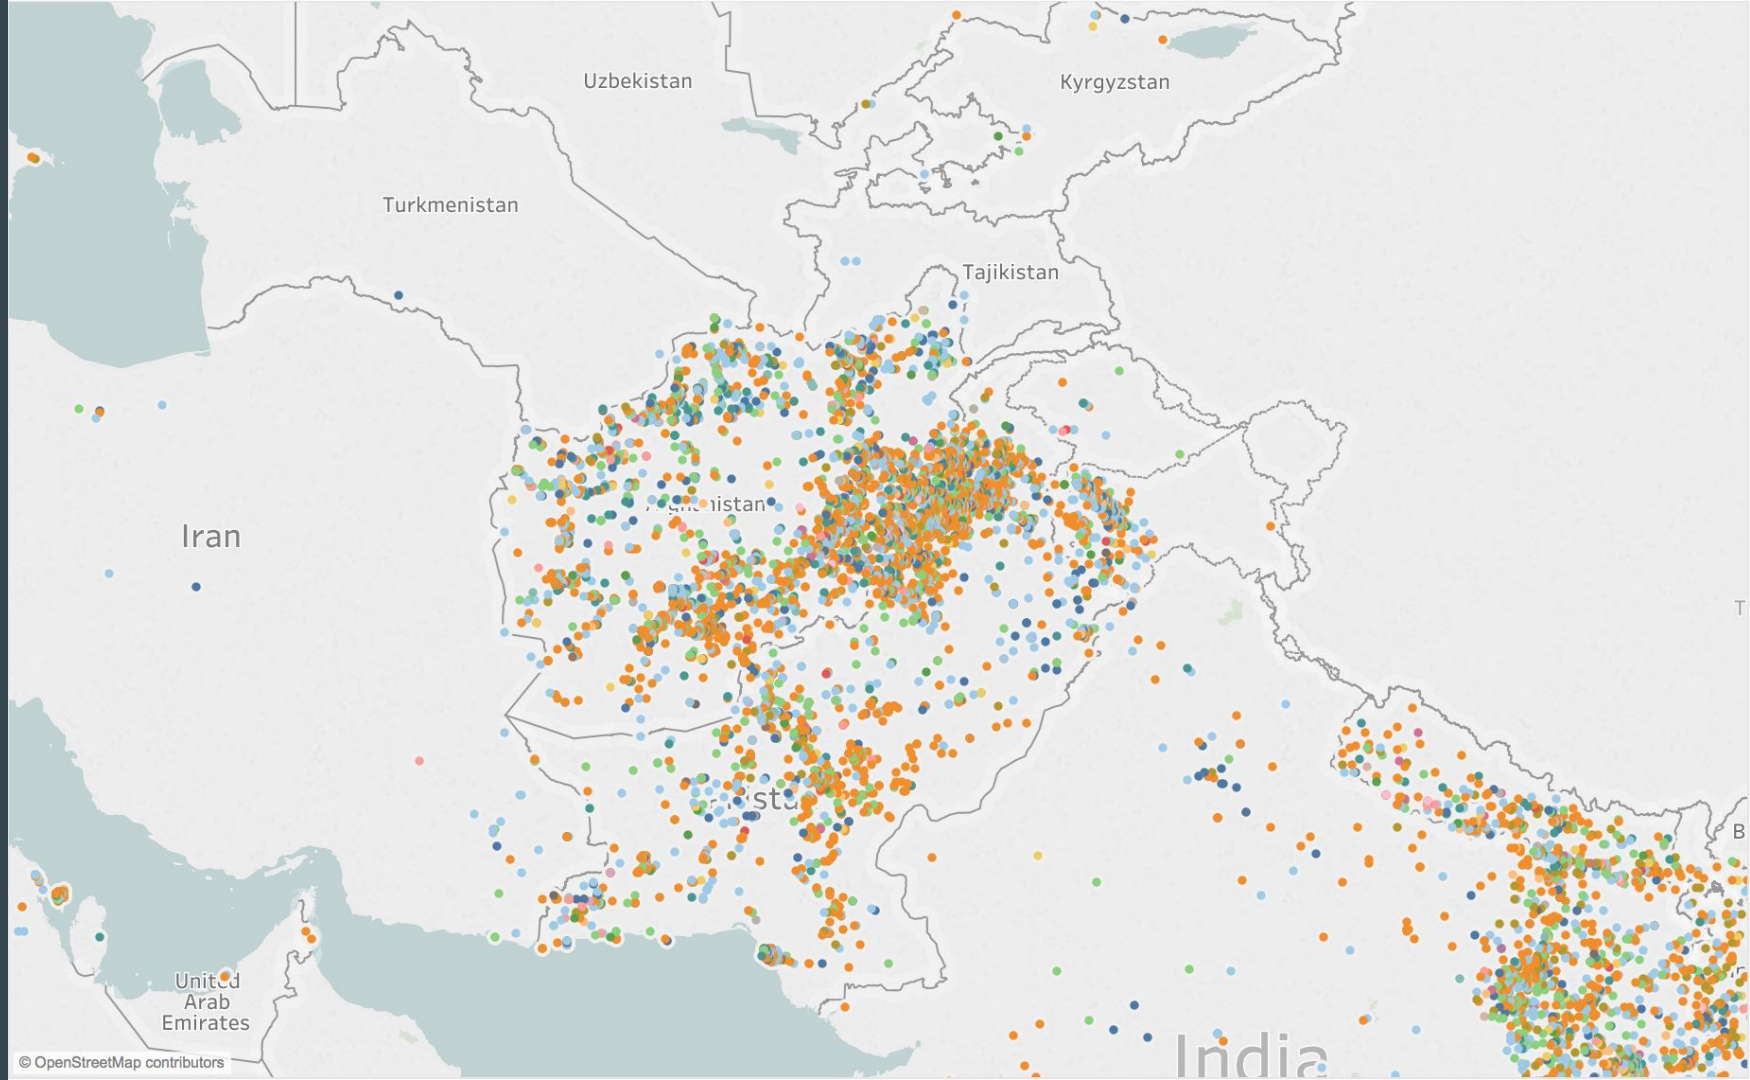 Uzbekistan
Kyrgyzstan
Turkmenistan
Tajikistan
Iran
T
B
United
Arab
Emirates
India
© OpenStreetMap contributors